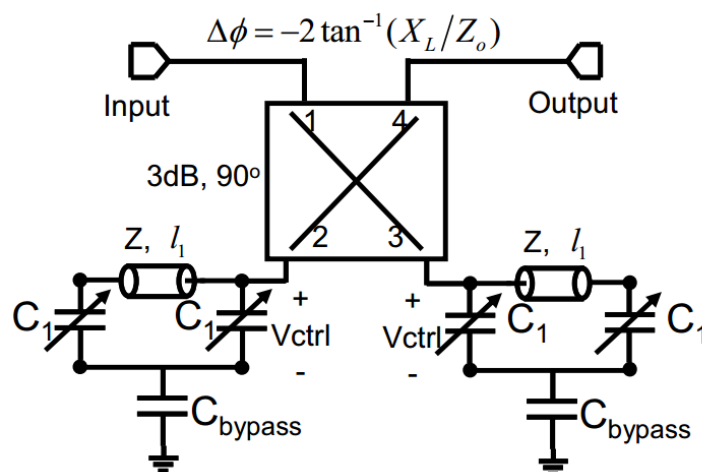 Δϕ = −2 tan⁻¹(X_L/Z_o)
Input
Output
1
4
3dB, 90º
2
3
Z, l₁
Z, l₁
C₁
C₁
+
Vctrl
-
+
Vctrl
-
C₁
C₁
C_bypass
C_bypass